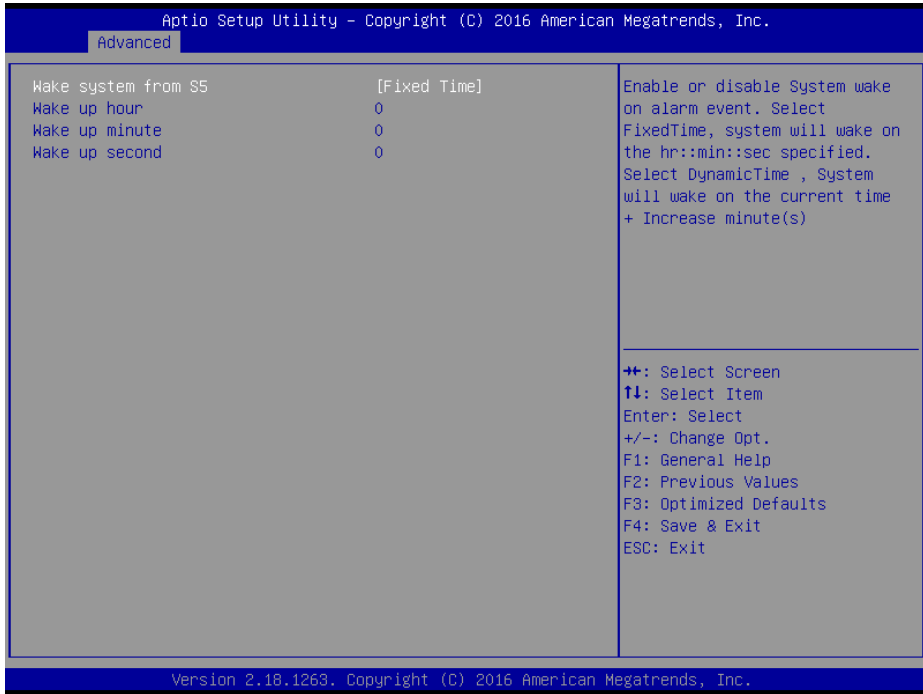 Aptio Setup Utility – Copyright (C) 2016 American Megatrends, Inc.
Advanced
Wake system from S5 [Fixed Time]
Wake up hour 0
Wake up minute 0
Wake up second 0
Enable or disable System wake
on alarm event. Select
FixedTime, system will wake on
the hr::min::sec specified.
Select DynamicTime , System
will wake on the current time
+ Increase minute(s)
→←: Select Screen
↑↓: Select Item
Enter: Select
+/-: Change Opt.
F1: General Help
F2: Previous Values
F3: Optimized Defaults
F4: Save & Exit
ESC: Exit
Version 2.18.1263. Copyright (C) 2016 American Megatrends, Inc.